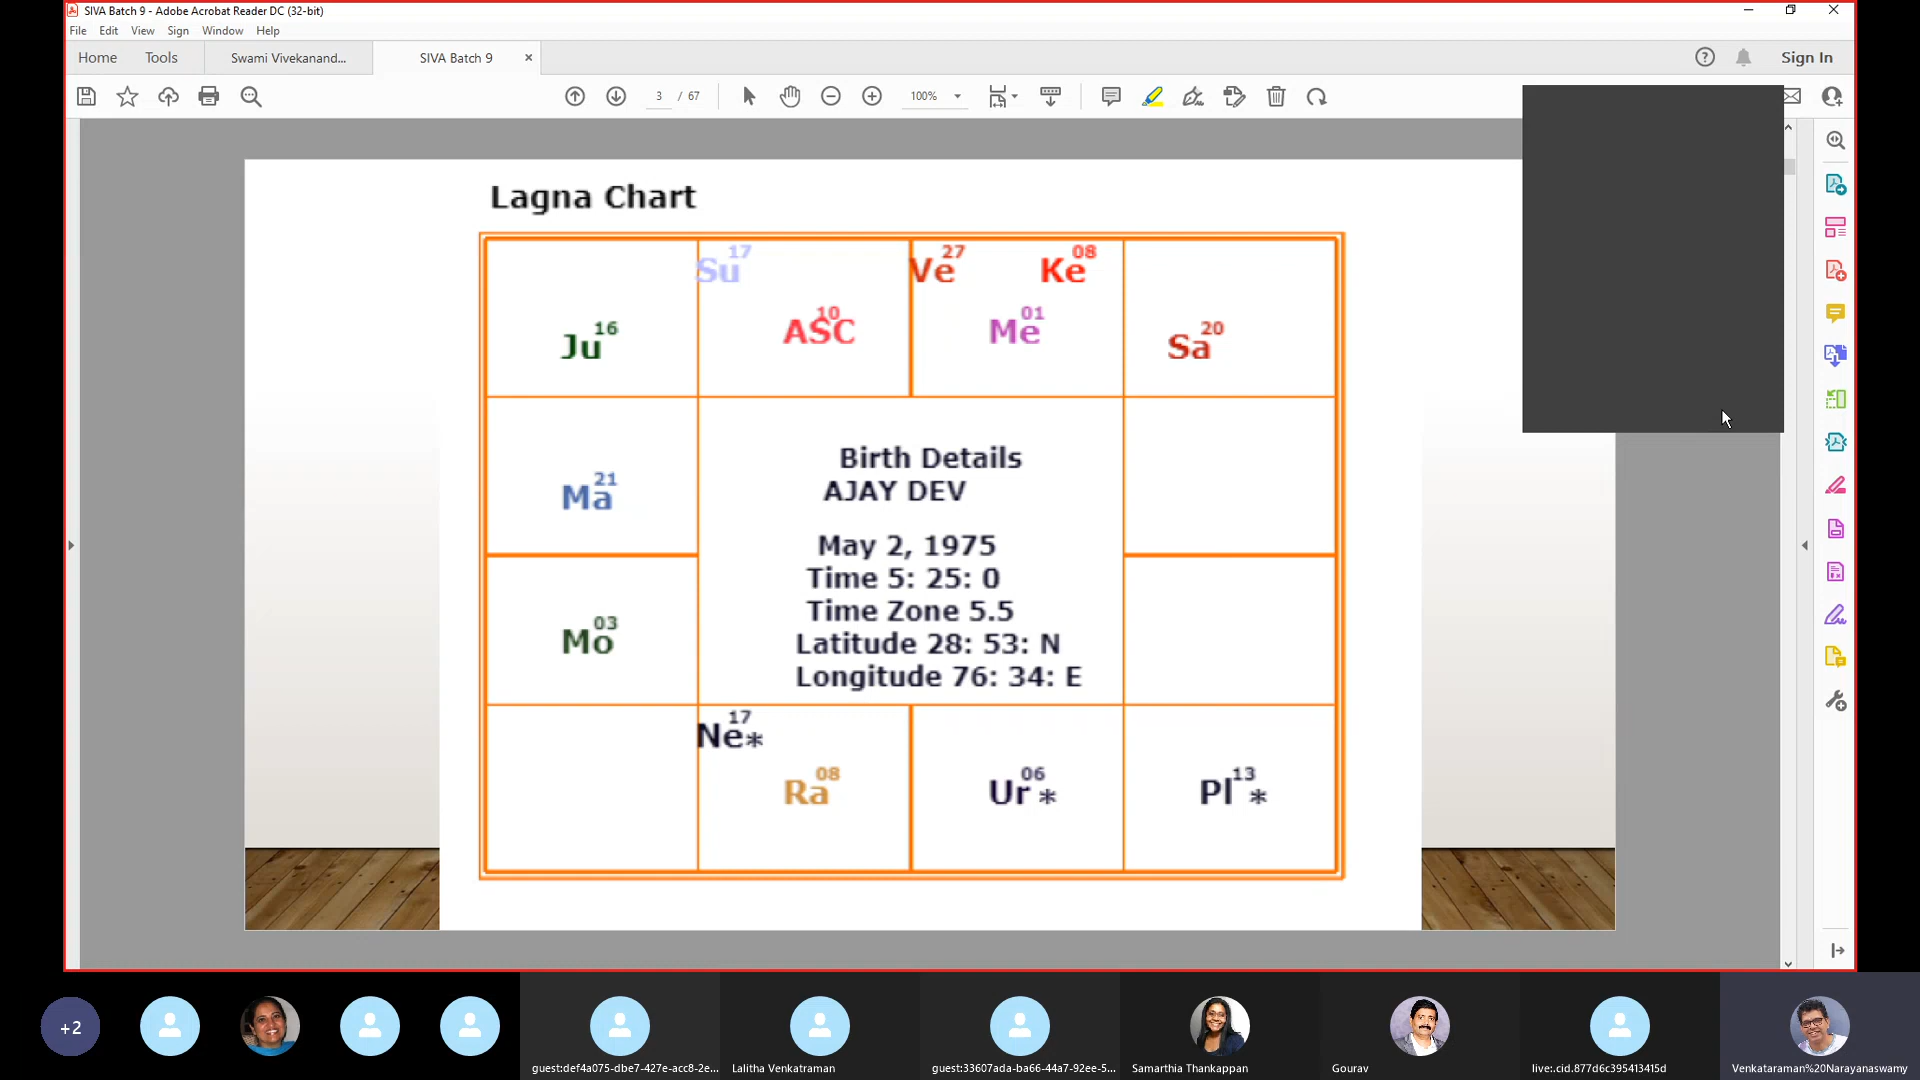 SIVA Batch 9 - Adobe Acrobat Reader DC (32-bit)
File Edit View Sign Window Help
Home Tools Swami Vivekanand... SIVA Batch 9 × Sign In
3 / 67 100%
Lagna Chart
Su 17 Ve 27 Ke 08
Ju 16 ASC 10 Me 01 Sa 20
Birth Details
Ma 21 AJAY DEV
May 2, 1975
Time 5: 25: 0
Time Zone 5.5
Mo 03 Latitude 28: 53: N
Longitude 76: 34: E
Ne* 17
Ra 08 Ur* 06 Pl* 13
+2
guest:def4a075-dbe7-427e-acc8-2e... Lalitha Venkatraman guest:33607ada-ba66-44a7-92ee-5... Samarthia Thankappan Gourav live:.cid.877d6c395413415d Venkataraman%20Narayanaswamy